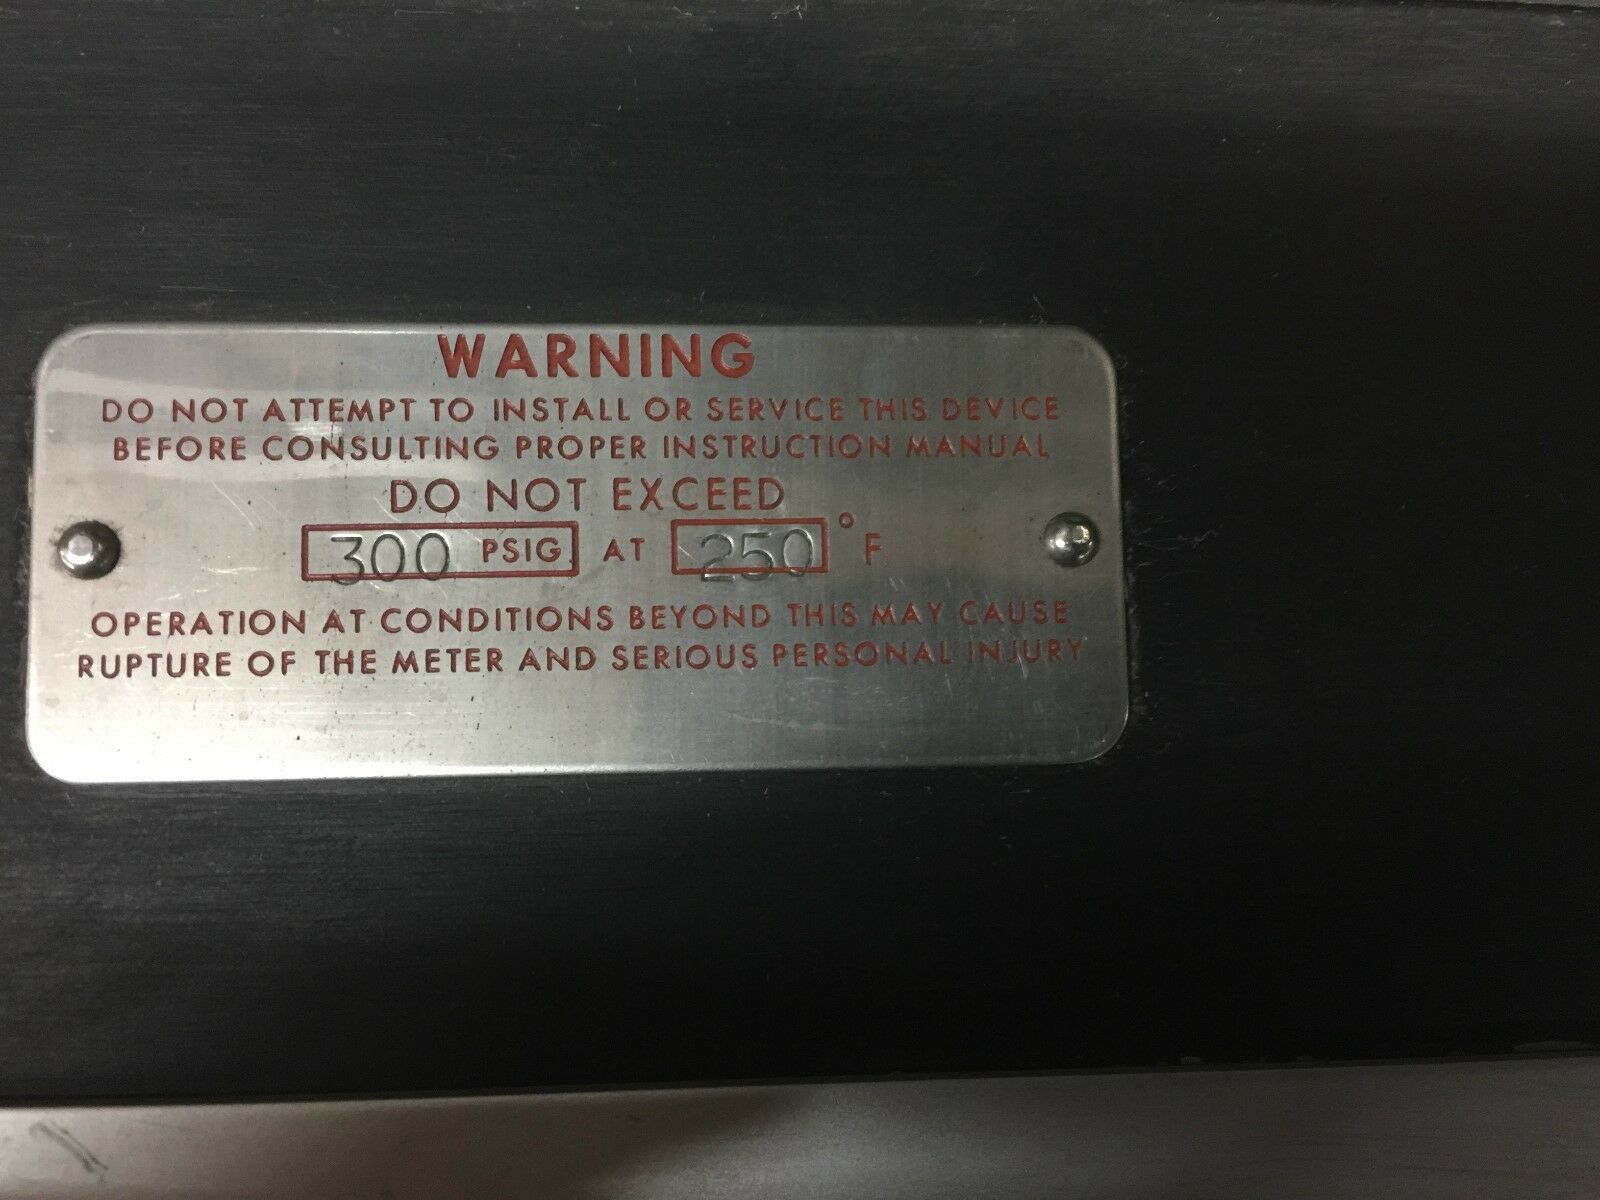 WARNING
DO NOT ATTEMPT TO INSTALL OR SERVICE THIS DEVICE
BEFORE CONSULTING PROPER INSTRUCTION MANUAL
DO NOT EXCEED
300 PSIG AT 250 °F
OPERATION AT CONDITIONS BEYOND THIS MAY CAUSE
RUPTURE OF THE METER AND SERIOUS PERSONAL INJURY